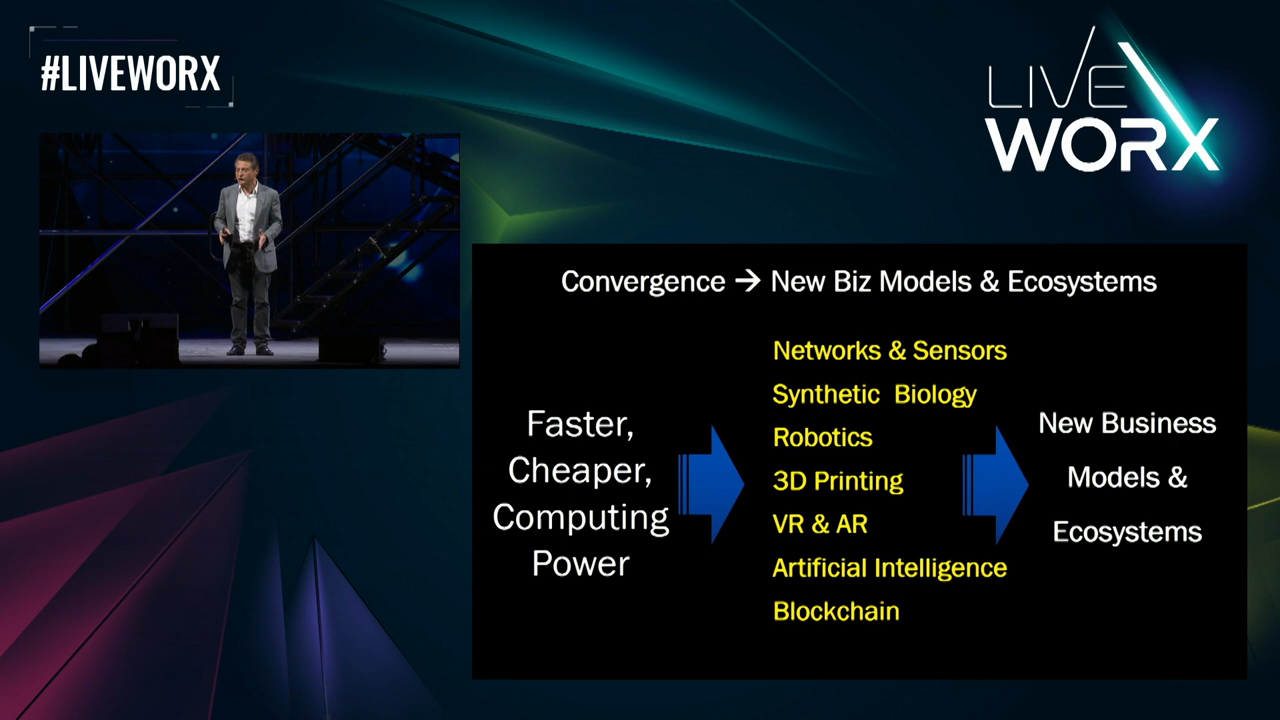 #LIVEWORX
LIVE
WORX
Convergence → New Biz Models & Ecosystems
Faster,
Cheaper,
Computing
Power
Networks & Sensors
Synthetic Biology
Robotics
3D Printing
VR & AR
Artificial Intelligence
Blockchain
New Business
Models &
Ecosystems